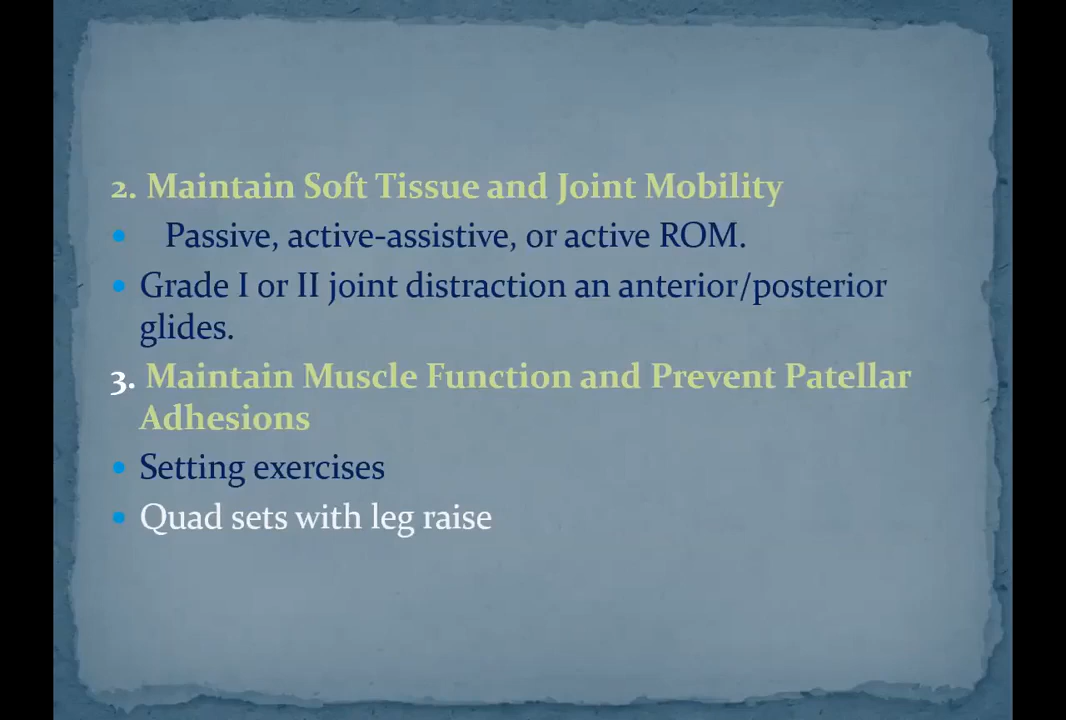 2. Maintain Soft Tissue and Joint Mobility
• Passive, active-assistive, or active ROM.
• Grade I or II joint distraction an anterior/posterior
glides.
3. Maintain Muscle Function and Prevent Patellar
Adhesions
• Setting exercises
• Quad sets with leg raise